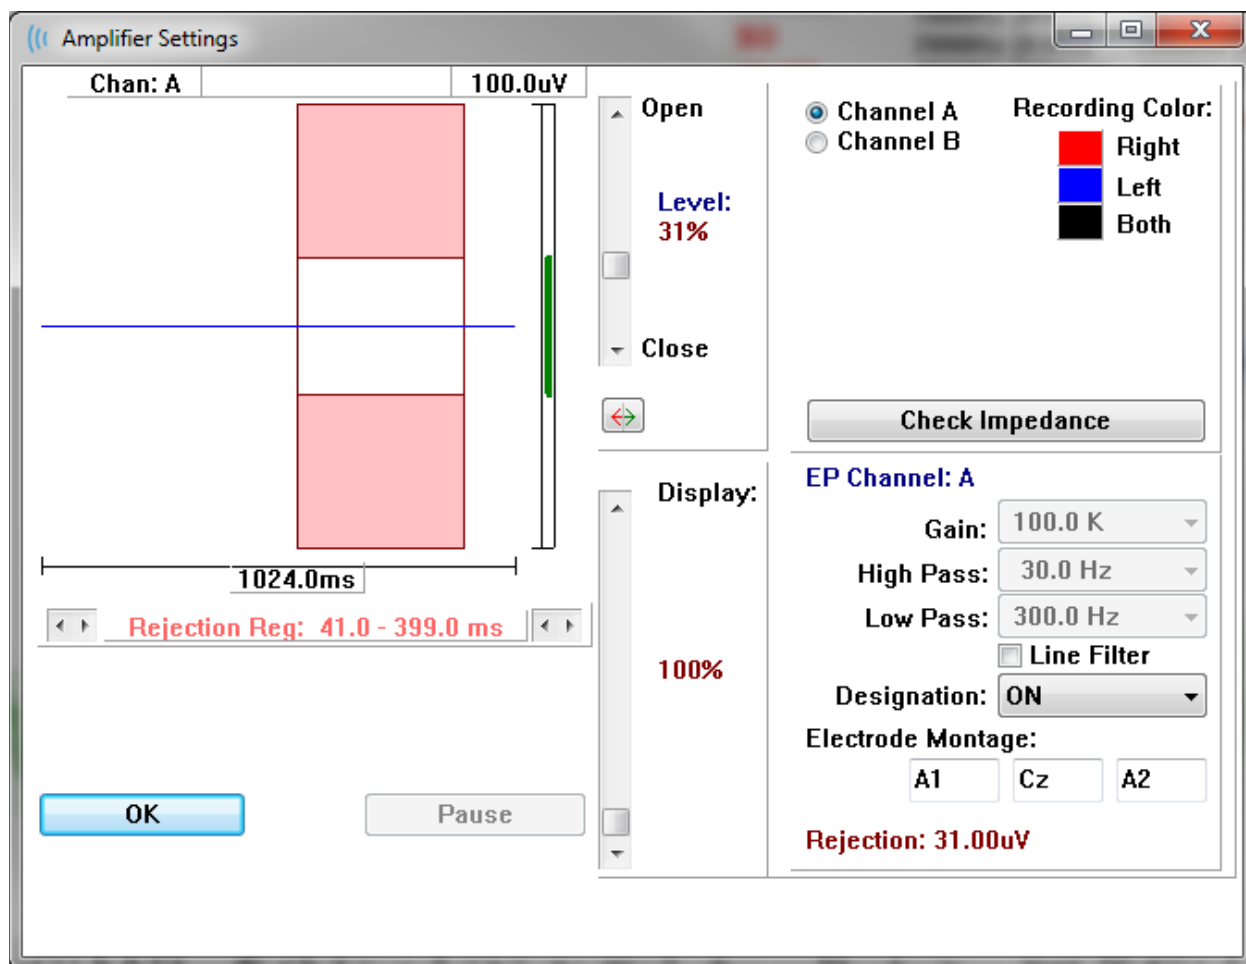 Amplifier Settings
Chan: A
100.0uV
Open
Level:
31%
Close
1024.0ms
Rejection Reg: 41.0 - 399.0 ms
OK
Pause
Display:
100%
Channel A
Channel B
Recording Color:
Right
Left
Both
Check Impedance
EP Channel: A
Gain: 100.0 K
High Pass: 30.0 Hz
Low Pass: 300.0 Hz
Line Filter
Designation: ON
Electrode Montage:
A1 Cz A2
Rejection: 31.00uV